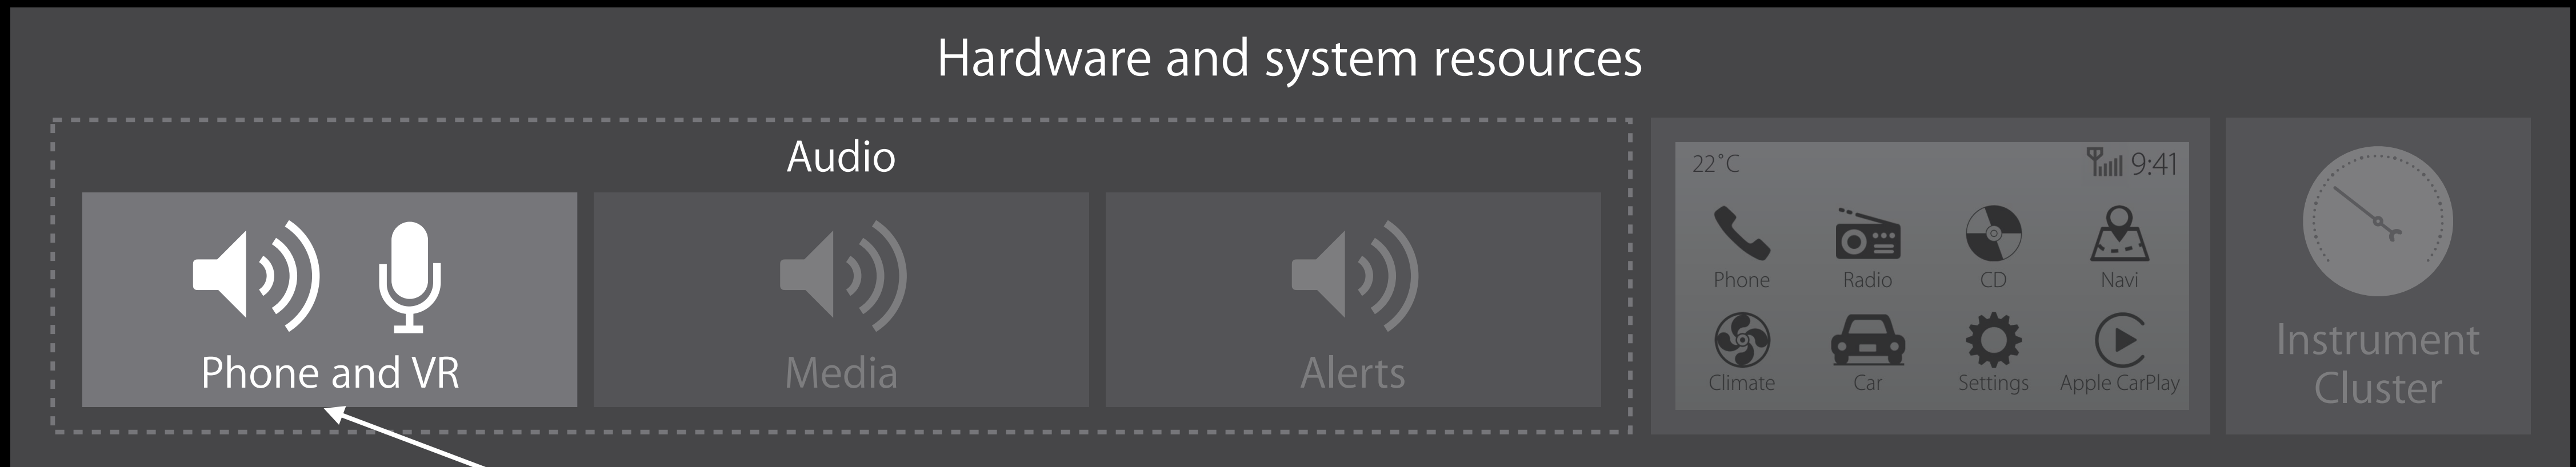 Hardware and system resources
Audio
Phone and VR
Media
Alerts
22°C
9:41
Phone
Radio
CD
Navi
Climate
Car
Settings
Apple CarPlay
Instrument
Cluster